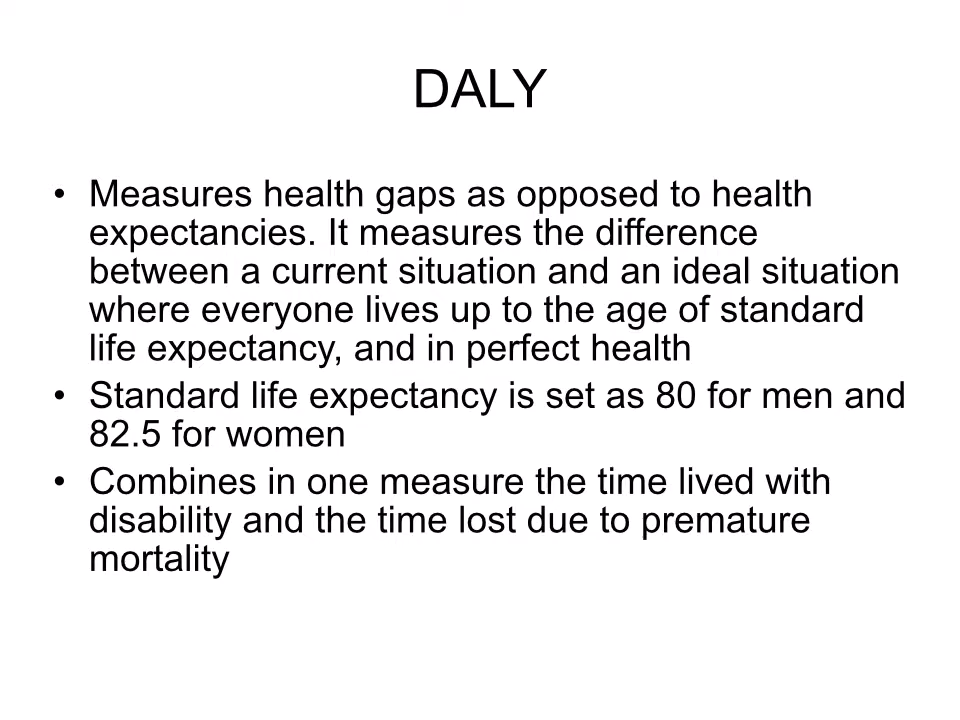 DALY
• Measures health gaps as opposed to health
expectancies. It measures the difference
between a current situation and an ideal situation
where everyone lives up to the age of standard
life expectancy, and in perfect health
• Standard life expectancy is set as 80 for men and
82.5 for women
• Combines in one measure the time lived with
disability and the time lost due to premature
mortality